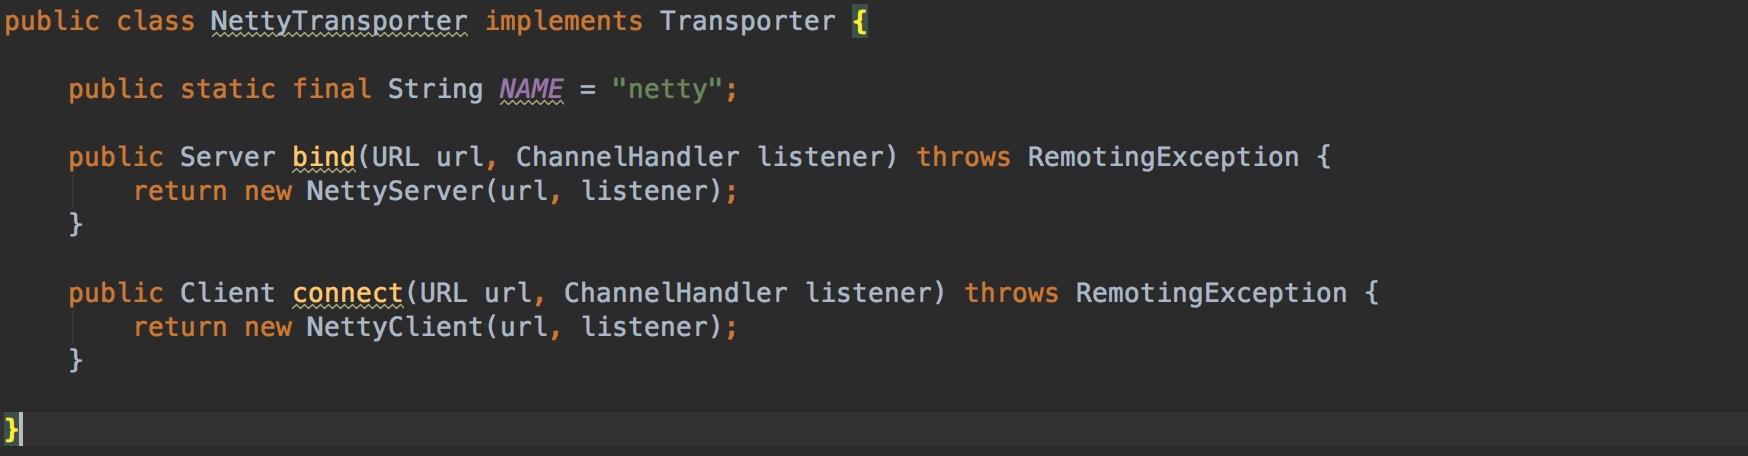 public class NettyTransporter implements Transporter {
public static final String NAME = "netty";
public Server bind(URL url, ChannelHandler listener) throws RemotingException {
return new NettyServer(url, listener);
}
public Client connect(URL url, ChannelHandler listener) throws RemotingException {
return new NettyClient(url, listener);
}
}